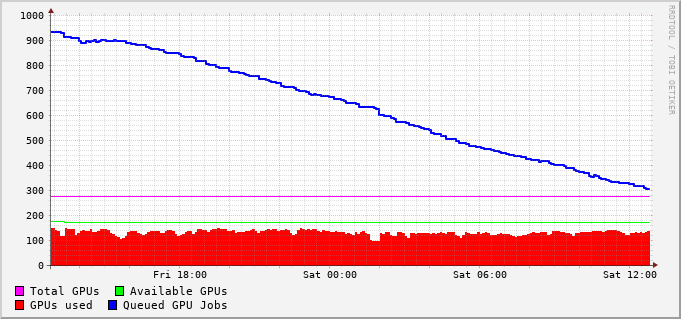 1000
900
800
700
600
500
400
300
200
100
0
Fri 18:00 Sat 00:00 Sat 06:00 Sat 12:00
Total GPUs Available GPUs
GPUs used Queued GPU Jobs
RRDTOOL / TOBI OETIKER